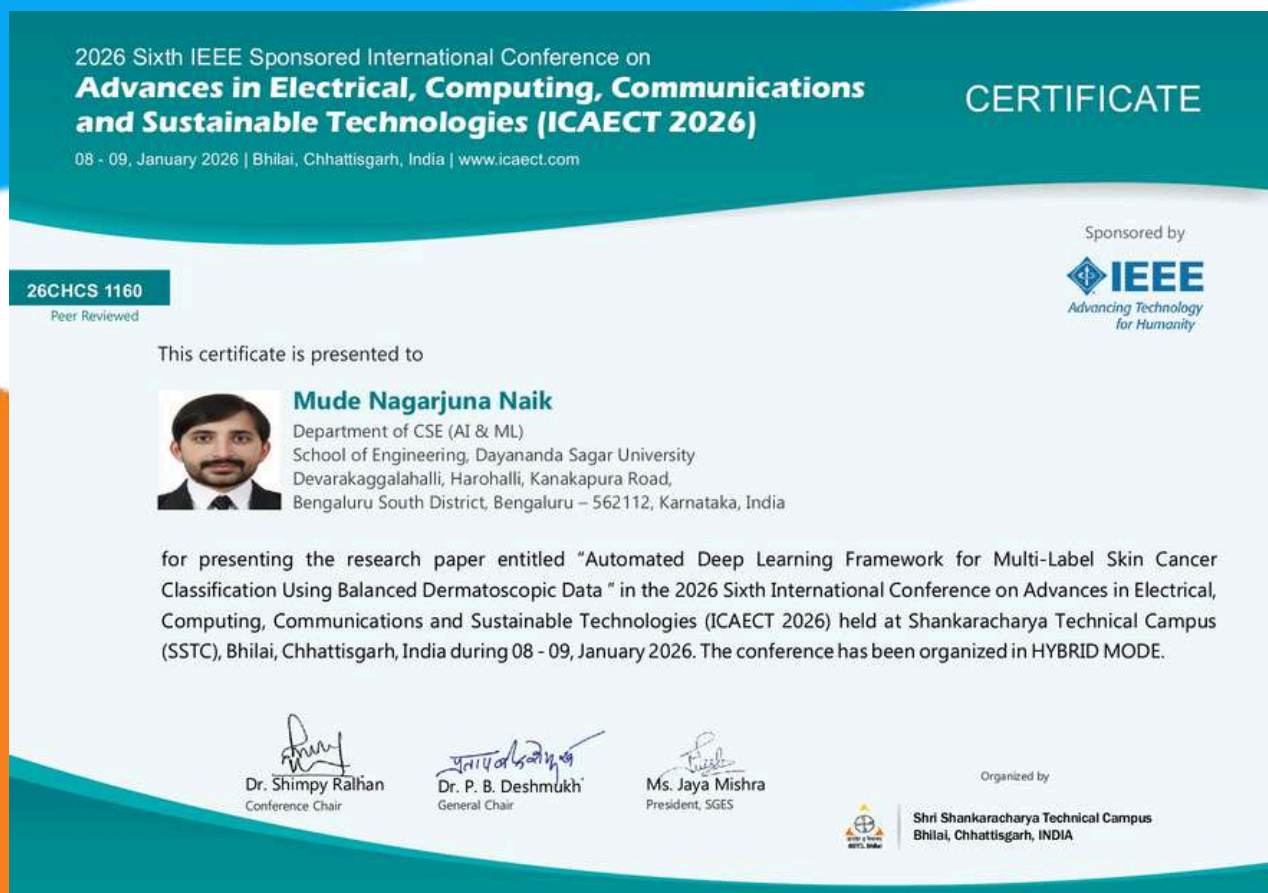 2026 Sixth IEEE Sponsored International Conference on
Advances in Electrical, Computing, Communications
and Sustainable Technologies (ICAECT 2026)
08 - 09, January 2026 | Bhilai, Chhattisgarh, India | www.icaect.com
CERTIFICATE
Sponsored by
IEEE
Advancing Technology
for Humanity
26CHCS 1160
Peer Reviewed
This certificate is presented to
Mude Nagarjuna Naik
Department of CSE (AI & ML)
School of Engineering, Dayananda Sagar University
Devarakaggalahalli, Harohalli, Kanakapura Road,
Bengaluru South District, Bengaluru – 562112, Karnataka, India
for presenting the research paper entitled “Automated Deep Learning Framework for Multi-Label Skin Cancer
Classification Using Balanced Dermatoscopic Data ” in the 2026 Sixth International Conference on Advances in Electrical,
Computing, Communications and Sustainable Technologies (ICAECT 2026) held at Shankaracharya Technical Campus
(SSTC), Bhilai, Chhattisgarh, India during 08 - 09, January 2026. The conference has been organized in HYBRID MODE.
Dr. Shimpy Ralhan
Conference Chair
Dr. P. B. Deshmukh
General Chair
Ms. Jaya Mishra
President, SGES
Organized by
Shri Shankaracharya Technical Campus
Bhilai, Chhattisgarh, INDIA